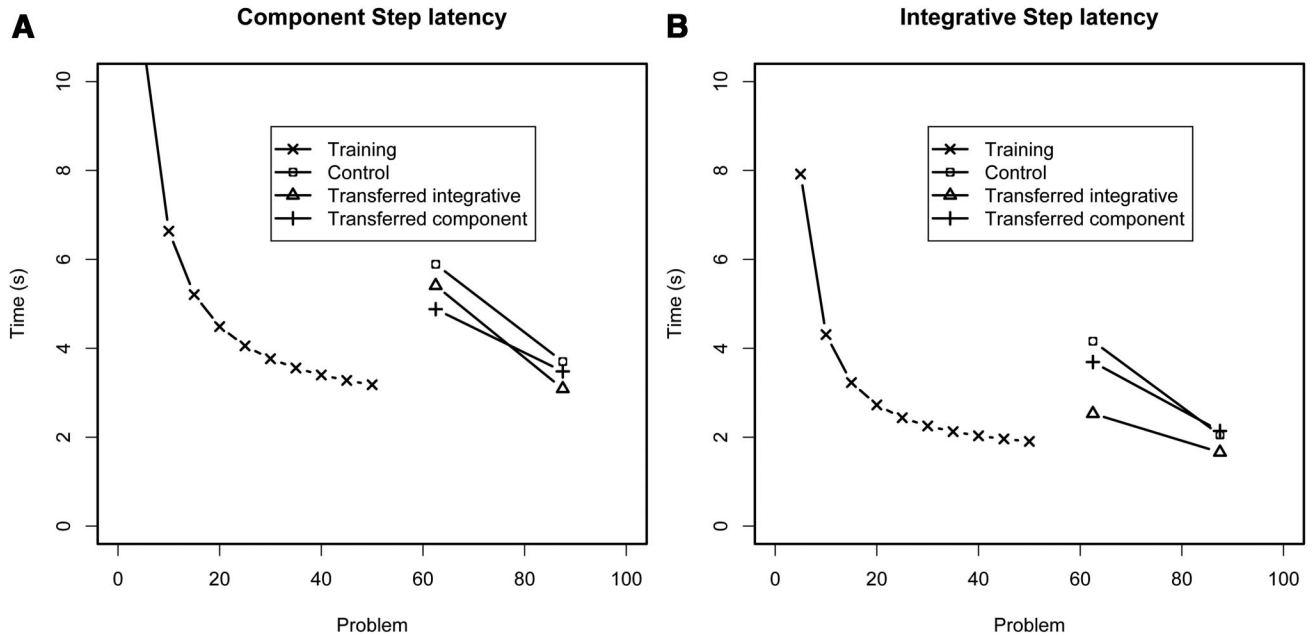 A
Component Step latency
Time (s)
10
8
6
4
2
0
Training
Control
Transferred integrative
Transferred component
0 20 40 60 80 100
Problem
B
Integrative Step latency
Time (s)
10
8
6
4
2
0
Training
Control
Transferred integrative
Transferred component
0 20 40 60 80 100
Problem